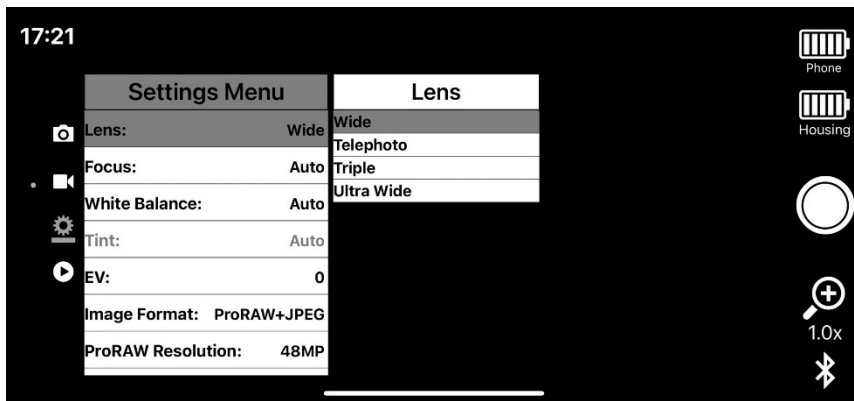 17:21
Phone
Housing
Settings Menu
Lens: Wide
Focus: Auto
White Balance: Auto
Tint: Auto
EV: 0
Image Format: ProRAW+JPEG
ProRAW Resolution: 48MP
Lens
Wide
Telephoto
Triple
Ultra Wide
1.0x